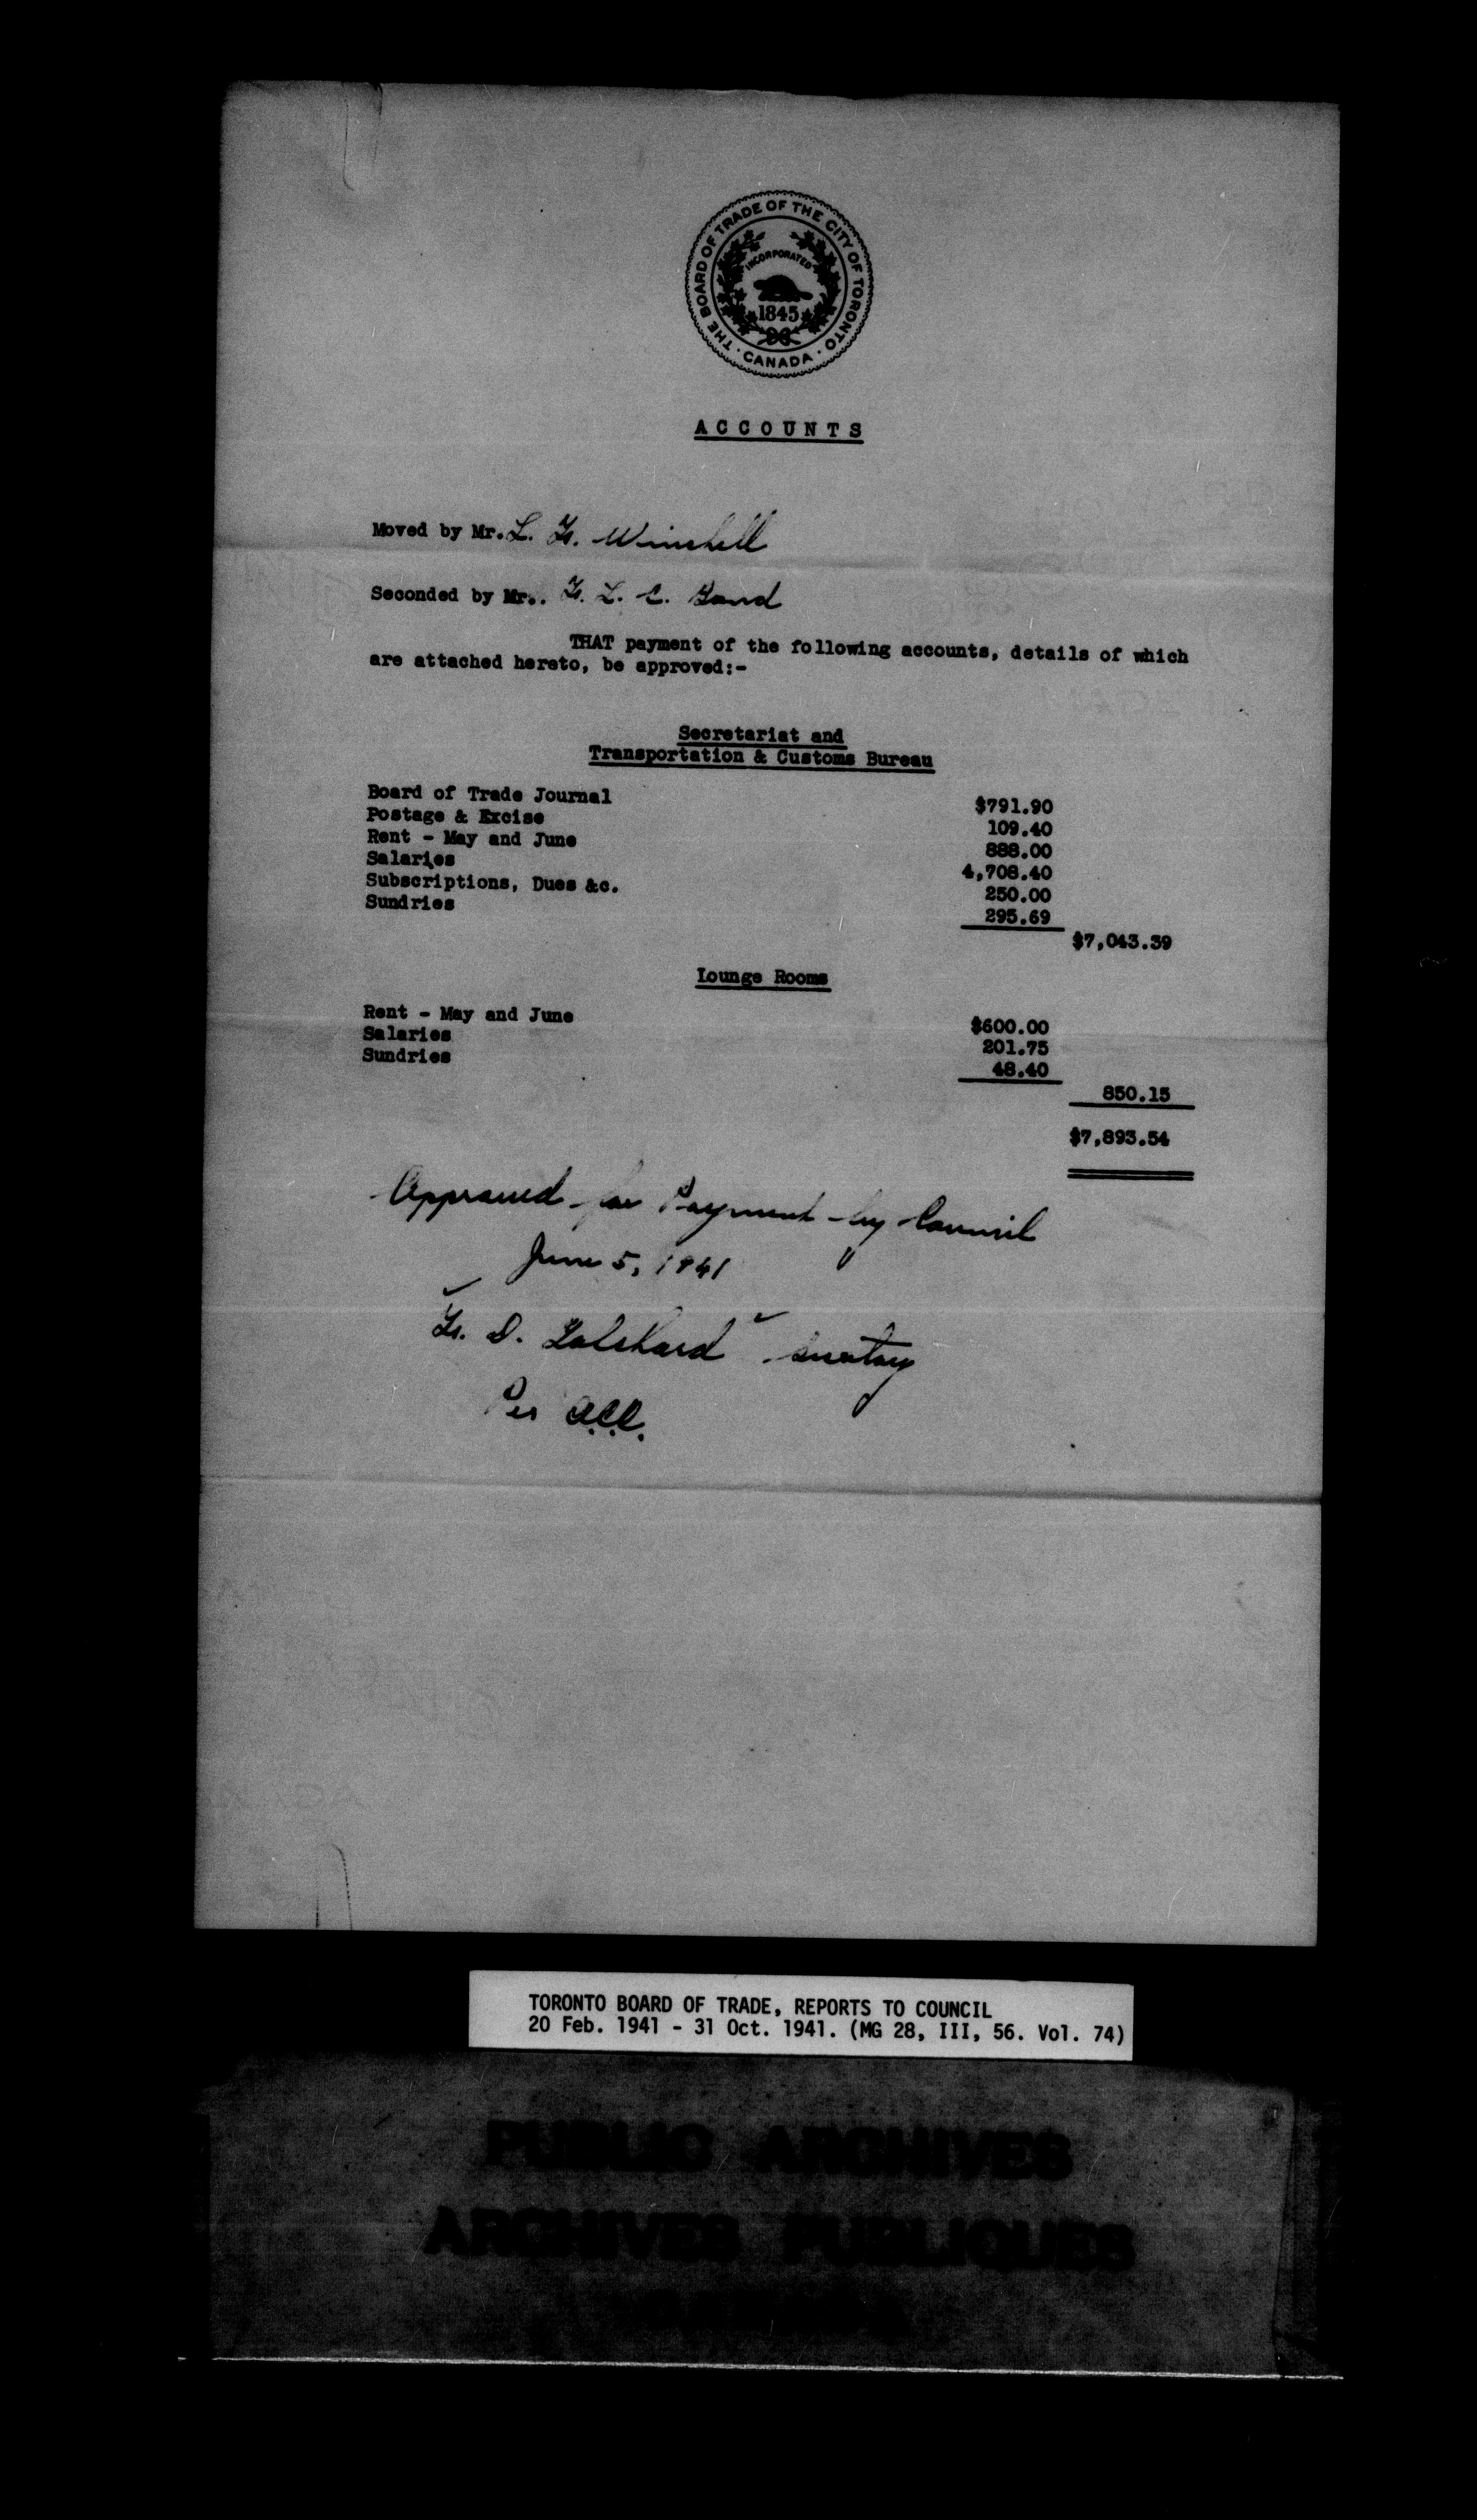 THE BOARD OF TRADE OF THE CITY OF TORONTO
· CANADA ·
INCORPORATED
1845
ACCOUNTS
Moved by Mr. L. G. Winchell
Seconded by Mr.. G. L. C.
THAT payment of the following accounts, details of which
are attached hereto, be approved:-
Secretariat and
Transportation & Customs Bureau
Board of Trade Journal $791.90
Postage & Excise 109.40
Rent - May and June 888.00
Salaries 4,708.40
Subscriptions, Dues &c. 250.00
Sundries 295.69
$7,043.39
Lounge Rooms
Rent - May and June $600.00
Salaries 201.75
Sundries 48.40
850.15
$7,893.54
Approved for Payment by Council
June 5, 1941
D. secretary
Per
TORONTO BOARD OF TRADE, REPORTS TO COUNCIL
20 Feb. 1941 - 31 Oct. 1941. (MG 28, III, 56. Vol. 74)
PUBLIC ARCHIVES
ARCHIVES PUBLIQUES